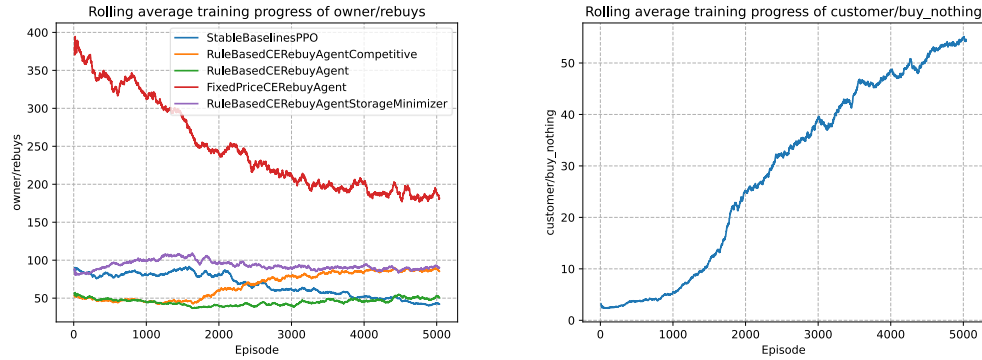 Rolling average training progress of owner/rebuys
400
350
300
250
200
150
100
50
0
1000
2000
3000
4000
5000
owner/rebuys
Episode
StableBaselinesPPO
RuleBasedCERebuyAgentCompetitive
RuleBasedCERebuyAgent
FixedPriceCERebuyAgent
RuleBasedCERebuyAgentStorageMinimizer
Rolling average training progress of customer/buy_nothing
50
40
30
20
10
0
0
1000
2000
3000
4000
5000
customer/buy_nothing
Episode